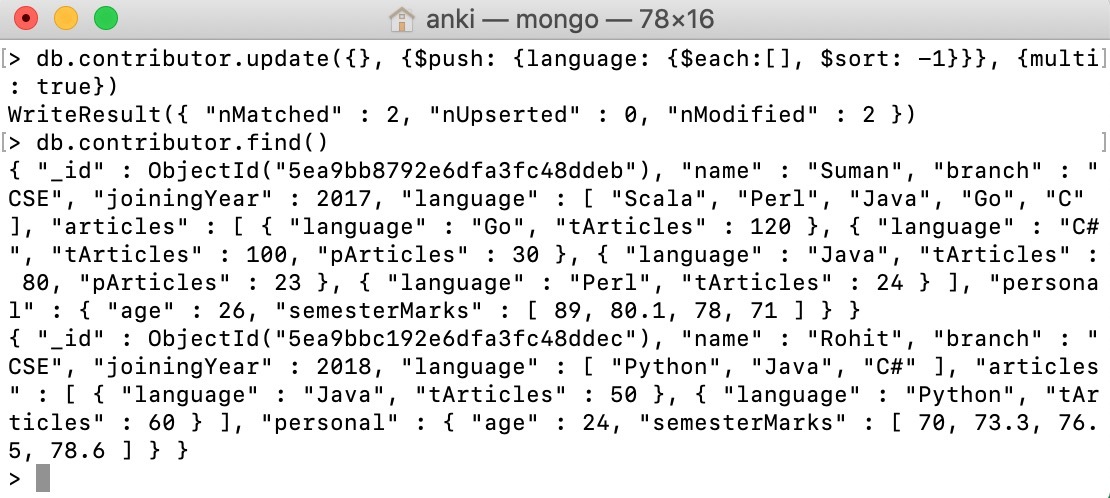 anki — mongo — 78×16
[> db.contributor.update({}, {$push: {language: {$each:[], $sort: -1}}}, {multi]
: true})
WriteResult({ "nMatched" : 2, "nUpserted" : 0, "nModified" : 2 })
[> db.contributor.find() ]
{ "_id" : ObjectId("5ea9bb8792e6dfa3fc48ddeb"), "name" : "Suman", "branch" : "
CSE", "joiningYear" : 2017, "language" : [ "Scala", "Perl", "Java", "Go", "C"
], "articles" : [ { "language" : "Go", "tArticles" : 120 }, { "language" : "C#
", "tArticles" : 100, "pArticles" : 30 }, { "language" : "Java", "tArticles" :
80, "pArticles" : 23 }, { "language" : "Perl", "tArticles" : 24 } ], "persona
l" : { "age" : 26, "semesterMarks" : [ 89, 80.1, 78, 71 ] } }
{ "_id" : ObjectId("5ea9bbc192e6dfa3fc48ddec"), "name" : "Rohit", "branch" : "
CSE", "joiningYear" : 2018, "language" : [ "Python", "Java", "C#" ], "articles
" : [ { "language" : "Java", "tArticles" : 50 }, { "language" : "Python", "tAr
ticles" : 60 } ], "personal" : { "age" : 24, "semesterMarks" : [ 70, 73.3, 76.
5, 78.6 ] } }
>